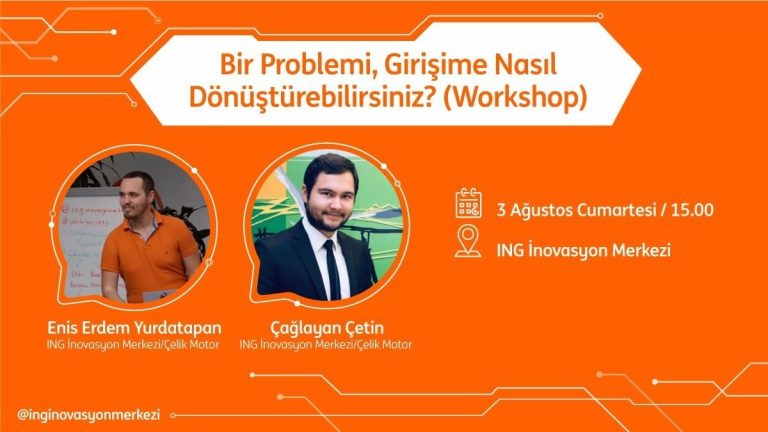 Bir Problemi, Girişime Nasıl
Dönüştürebilirsiniz? (Workshop)
3 Ağustos Cumartesi / 15.00
ING İnovasyon Merkezi
Enis Erdem Yurdatapan
ING İnovasyon Merkezi/Çelik Motor
Çağlayan Çetin
ING İnovasyon Merkezi/Çelik Motor
@inginovasyonmerkezi